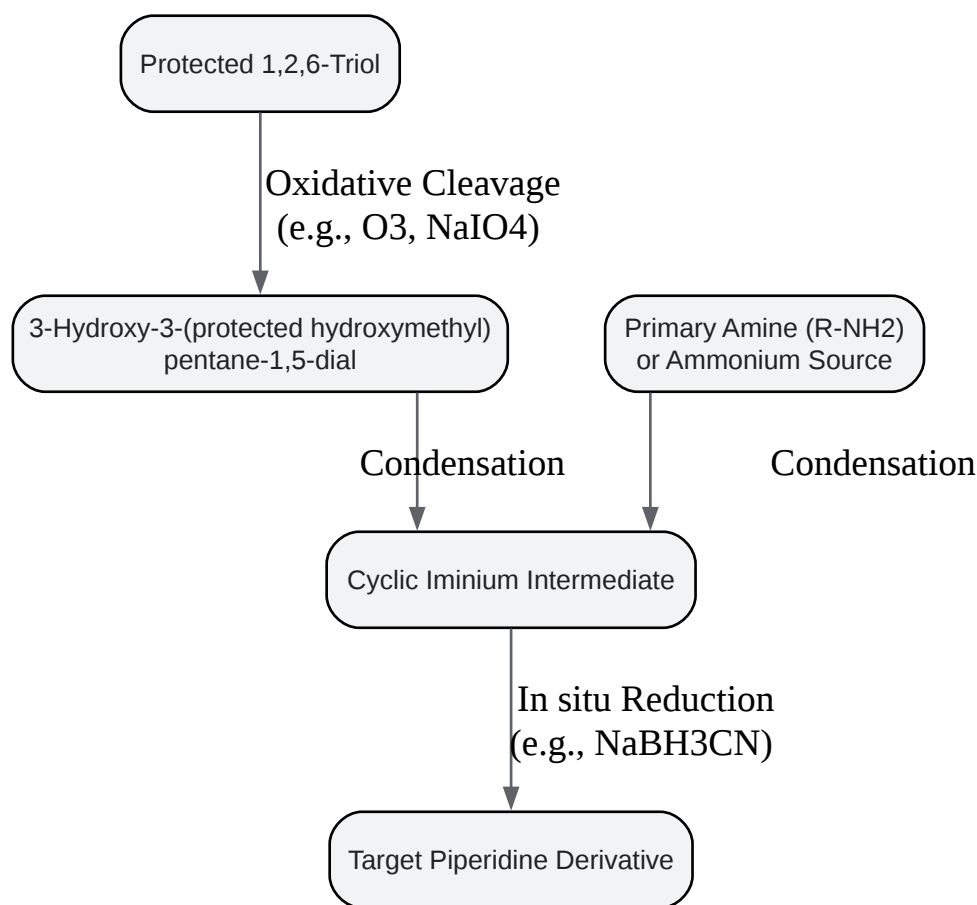 Protected 1,2,6-Triol
Oxidative Cleavage
(e.g., O3, NaIO4)
3-Hydroxy-3-(protected hydroxymethyl)
pentane-1,5-dial
Primary Amine (R-NH2)
or Ammonium Source
Condensation
Condensation
Cyclic Iminium Intermediate
In situ Reduction
(e.g., NaBH3CN)
Target Piperidine Derivative